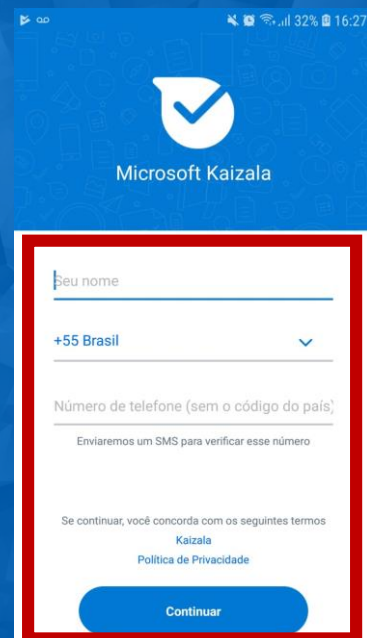 32% 16:27
Microsoft Kaizala
Seu nome
+55 Brasil
Número de telefone (sem o código do país)
Enviaremos um SMS para verificar esse número
Se continuar, você concorda com os seguintes termos
Kaizala
Política de Privacidade
Continuar